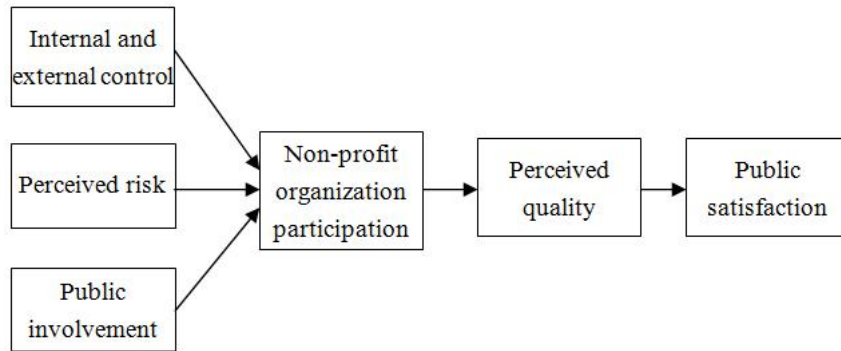 Internal and
external control
Perceived risk
Public
involvement
Non-profit
organization
participation
Perceived
quality
Public
satisfaction